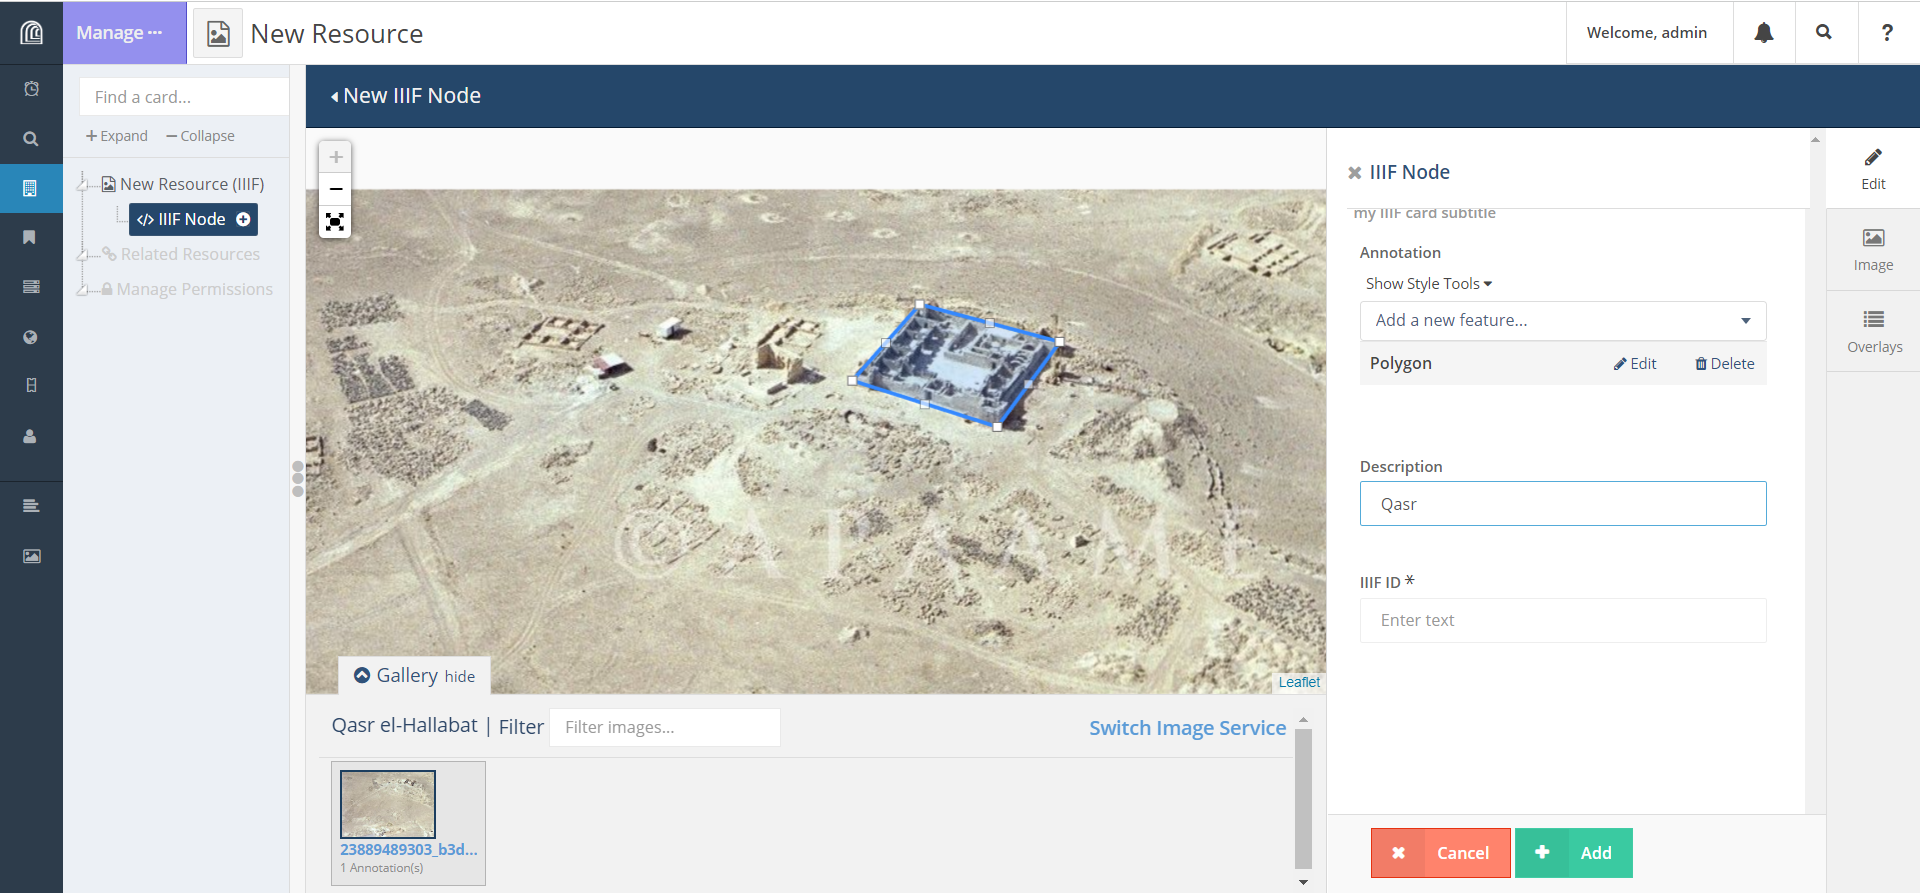 Manage ···
New Resource
Welcome, admin
?
Find a card...
+ Expand
− Collapse
New Resource (IIIF)
</> IIIF Node
Related Resources
Manage Permissions
New IIIF Node
+
−
© APAAME
Leaflet
Gallery hide
Qasr el-Hallabat | Filter
Filter images...
Switch Image Service
23889489303_b3d...
1 Annotation(s)
IIIF Node
my IIIF card subtitle
Annotation
Show Style Tools
Add a new feature...
Polygon
Edit
Delete
Description
Qasr
IIIF ID *
Enter text
Cancel
Add
Edit
Image
Overlays